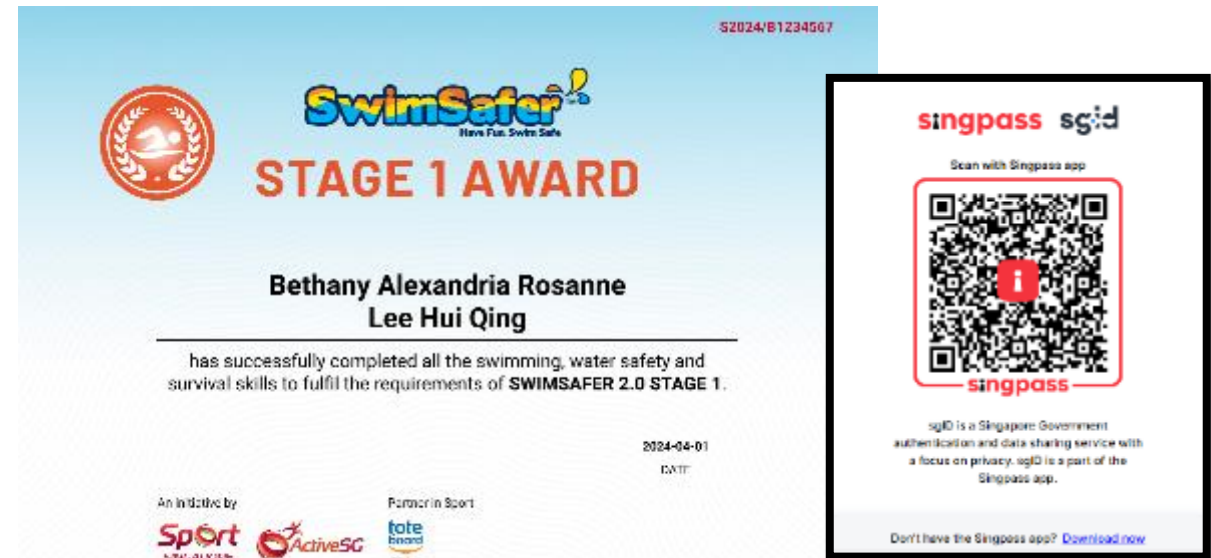 S2024/B1234567
SwimSafer
Have Fun. Swim Safe
STAGE 1 AWARD
Bethany Alexandria Rosanne
Lee Hui Qing
has successfully completed all the swimming, water safety and
survival skills to fulfil the requirements of SWIMSAFER 2.0 STAGE 1.
2024-04-01
DATE
An initiative by
Partner in Sport
Sport
ActiveSG
tote
board
singpass sgid
Scan with Singpass app
singpass
sgID is a Singapore Government
authentication and data sharing service with
a focus on privacy. sgID is a part of the
Singpass app.
Don't have the Singpass app? Download now